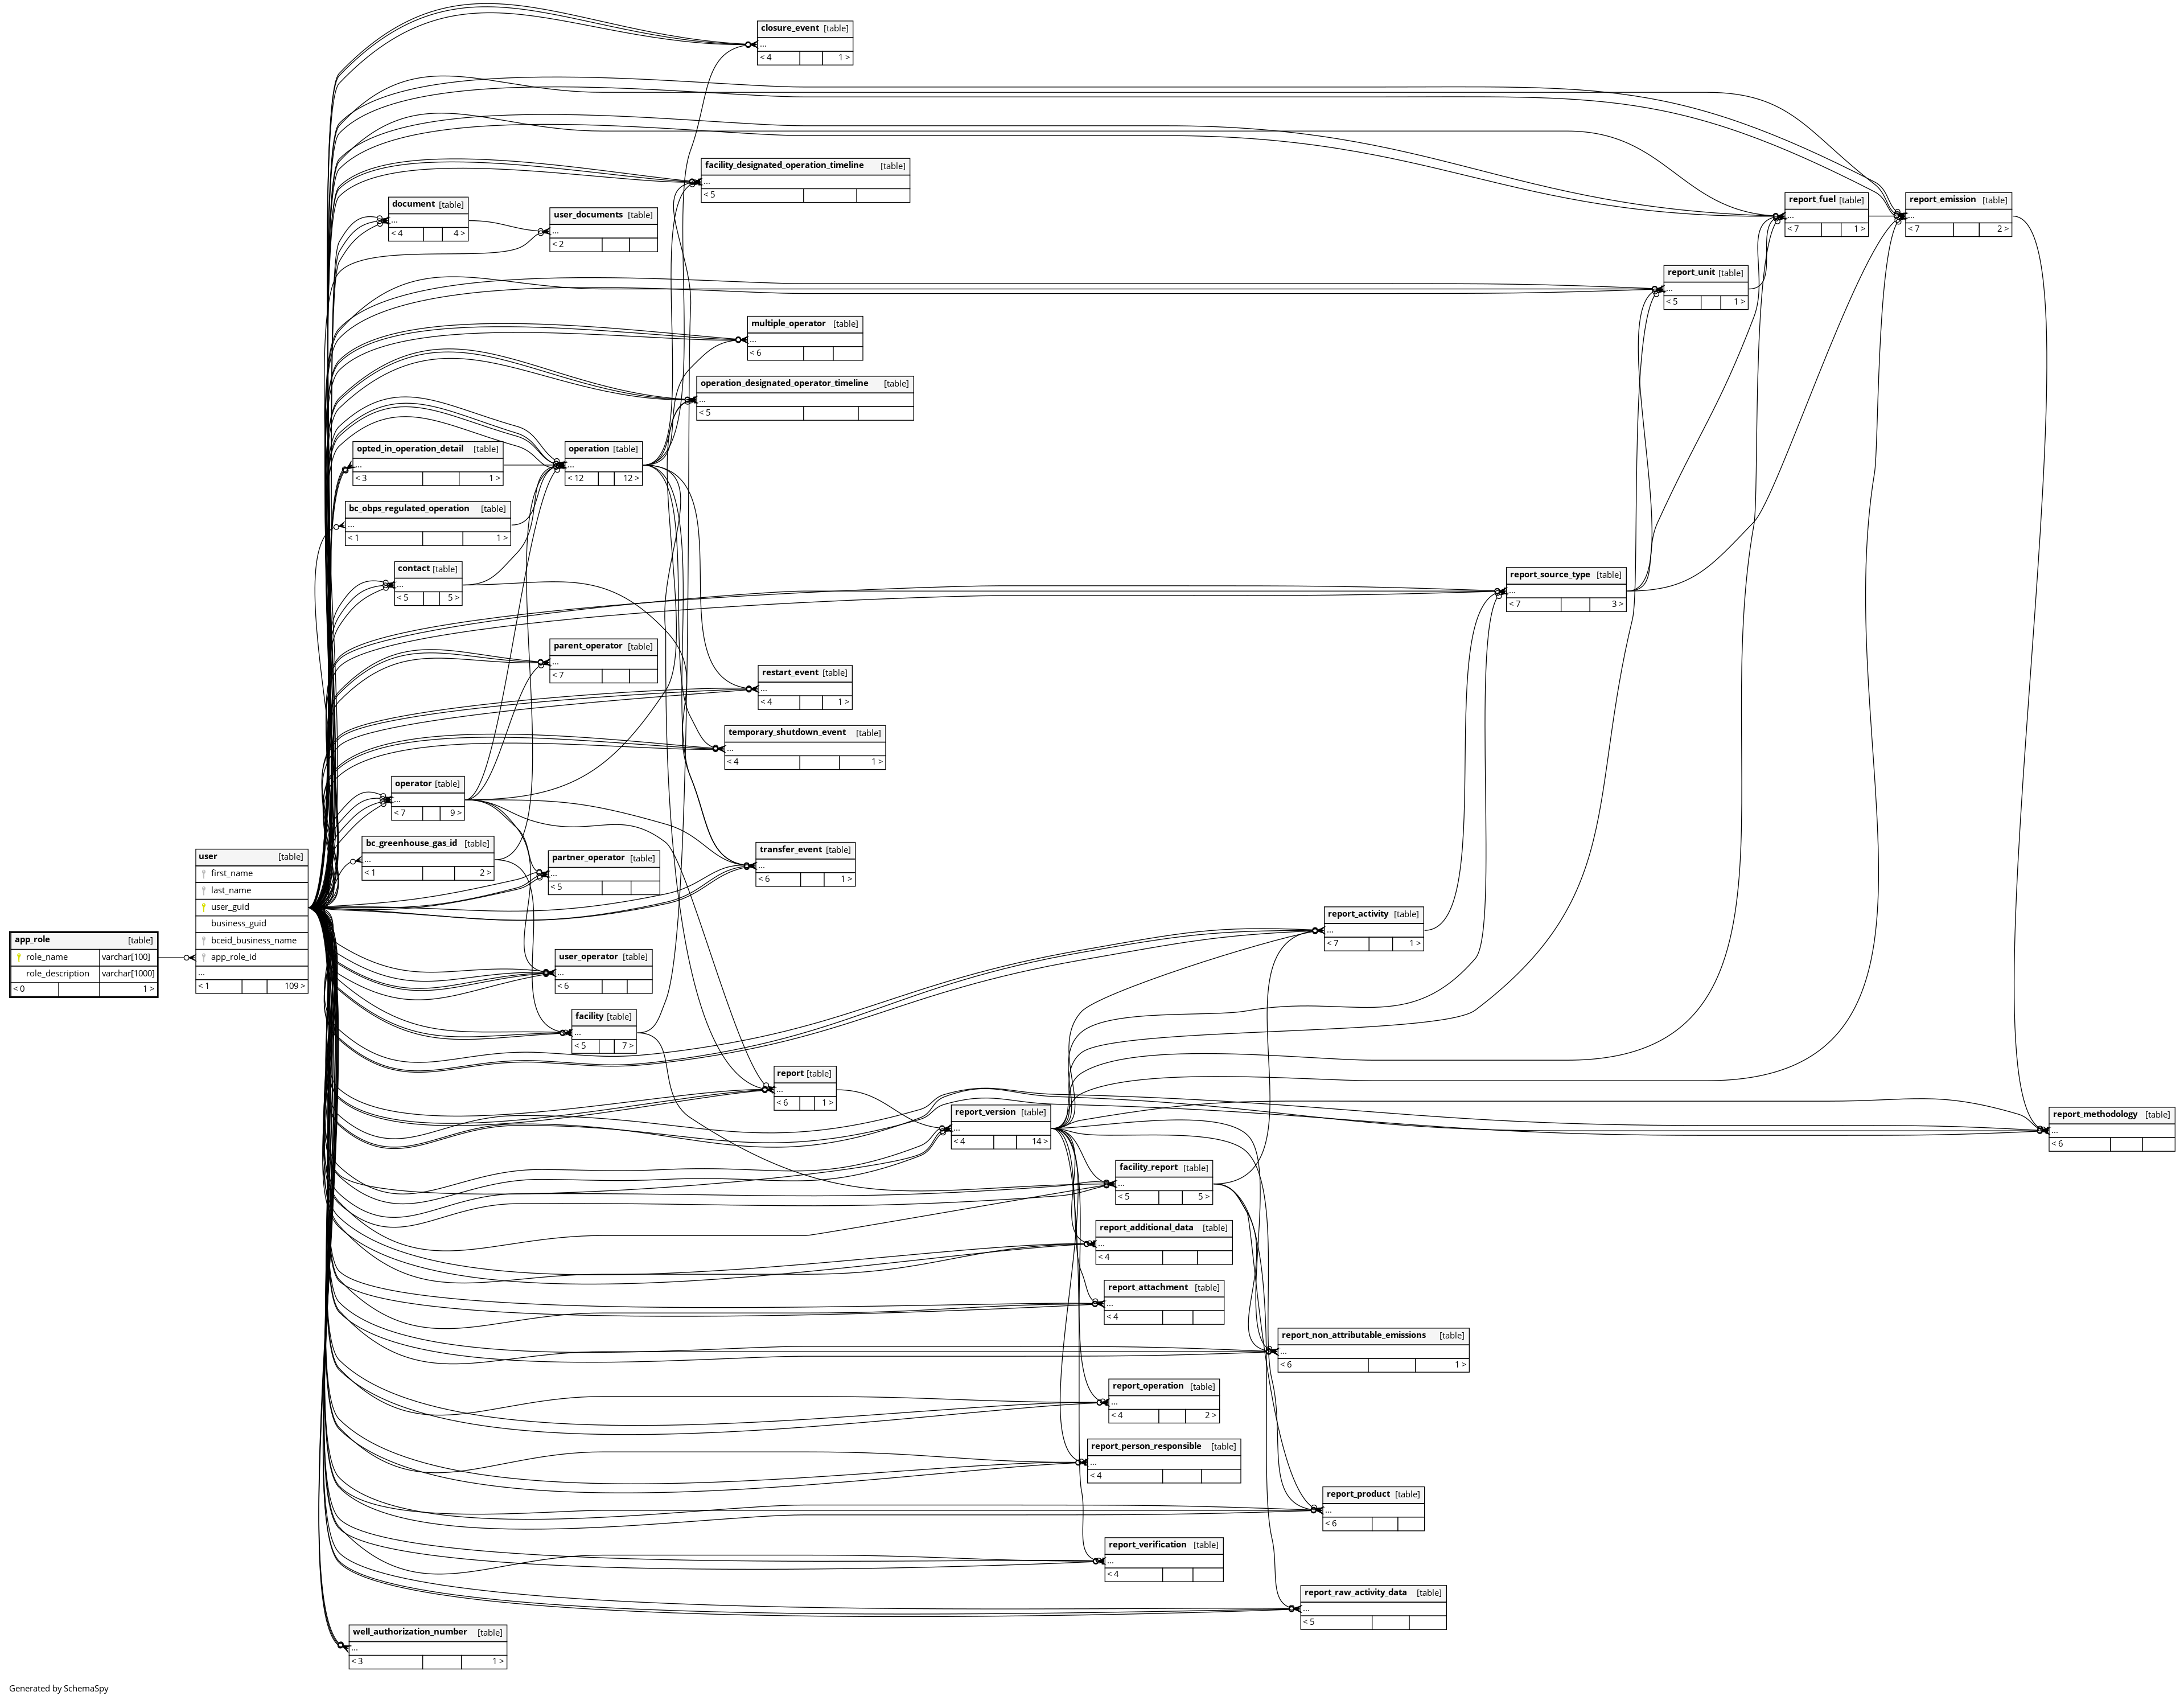 closure_event [table]
...
< 4 1 >
facility_designated_operation_timeline [table]
...
< 5
document [table]
...
< 4 4 >
user_documents [table]
...
< 2
report_fuel [table]
...
< 7 1 >
report_emission [table]
...
< 7 2 >
report_unit [table]
...
< 5 1 >
multiple_operator [table]
...
< 6
operation_designated_operator_timeline [table]
...
< 5
opted_in_operation_detail [table]
...
< 3 1 >
operation [table]
...
< 12 12 >
bc_obps_regulated_operation [table]
...
< 1 1 >
contact [table]
...
< 5 5 >
report_source_type [table]
...
< 7 3 >
parent_operator [table]
...
< 7
restart_event [table]
...
< 4 1 >
temporary_shutdown_event [table]
...
< 4 1 >
operator [table]
...
< 7 9 >
bc_greenhouse_gas_id [table]
...
< 1 2 >
partner_operator [table]
...
< 5
transfer_event [table]
...
< 6 1 >
user [table]
first_name
last_name
user_guid
business_guid
bceid_business_name
app_role_id
...
< 1 109 >
app_role [table]
role_name varchar[100]
role_description varchar[1000]
< 0 1 >
report_activity [table]
...
< 7 1 >
user_operator [table]
...
< 6
facility [table]
...
< 5 7 >
report [table]
...
< 6 1 >
report_version [table]
...
< 4 14 >
report_methodology [table]
...
< 6
facility_report [table]
...
< 5 5 >
report_additional_data [table]
...
< 4
report_attachment [table]
...
< 4
report_non_attributable_emissions [table]
...
< 6 1 >
report_operation [table]
...
< 4 2 >
report_person_responsible [table]
...
< 4
report_product [table]
...
< 6
report_verification [table]
...
< 4
report_raw_activity_data [table]
...
< 5
well_authorization_number [table]
...
< 3 1 >
Generated by SchemaSpy